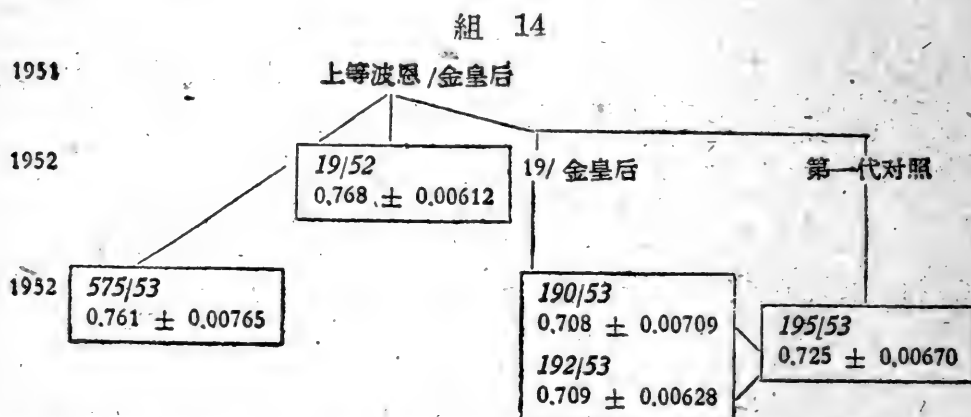 組 14
1951 上等波恩/金皇后
1952 19/52 19/金皇后 第一代对照
0.768 ± 0.00612
1952 575/53 190/53
0.761 ± 0.00765 0.708 ± 0.00709 195/53
192/53 0.725 ± 0.00670
0.709 ± 0.00628